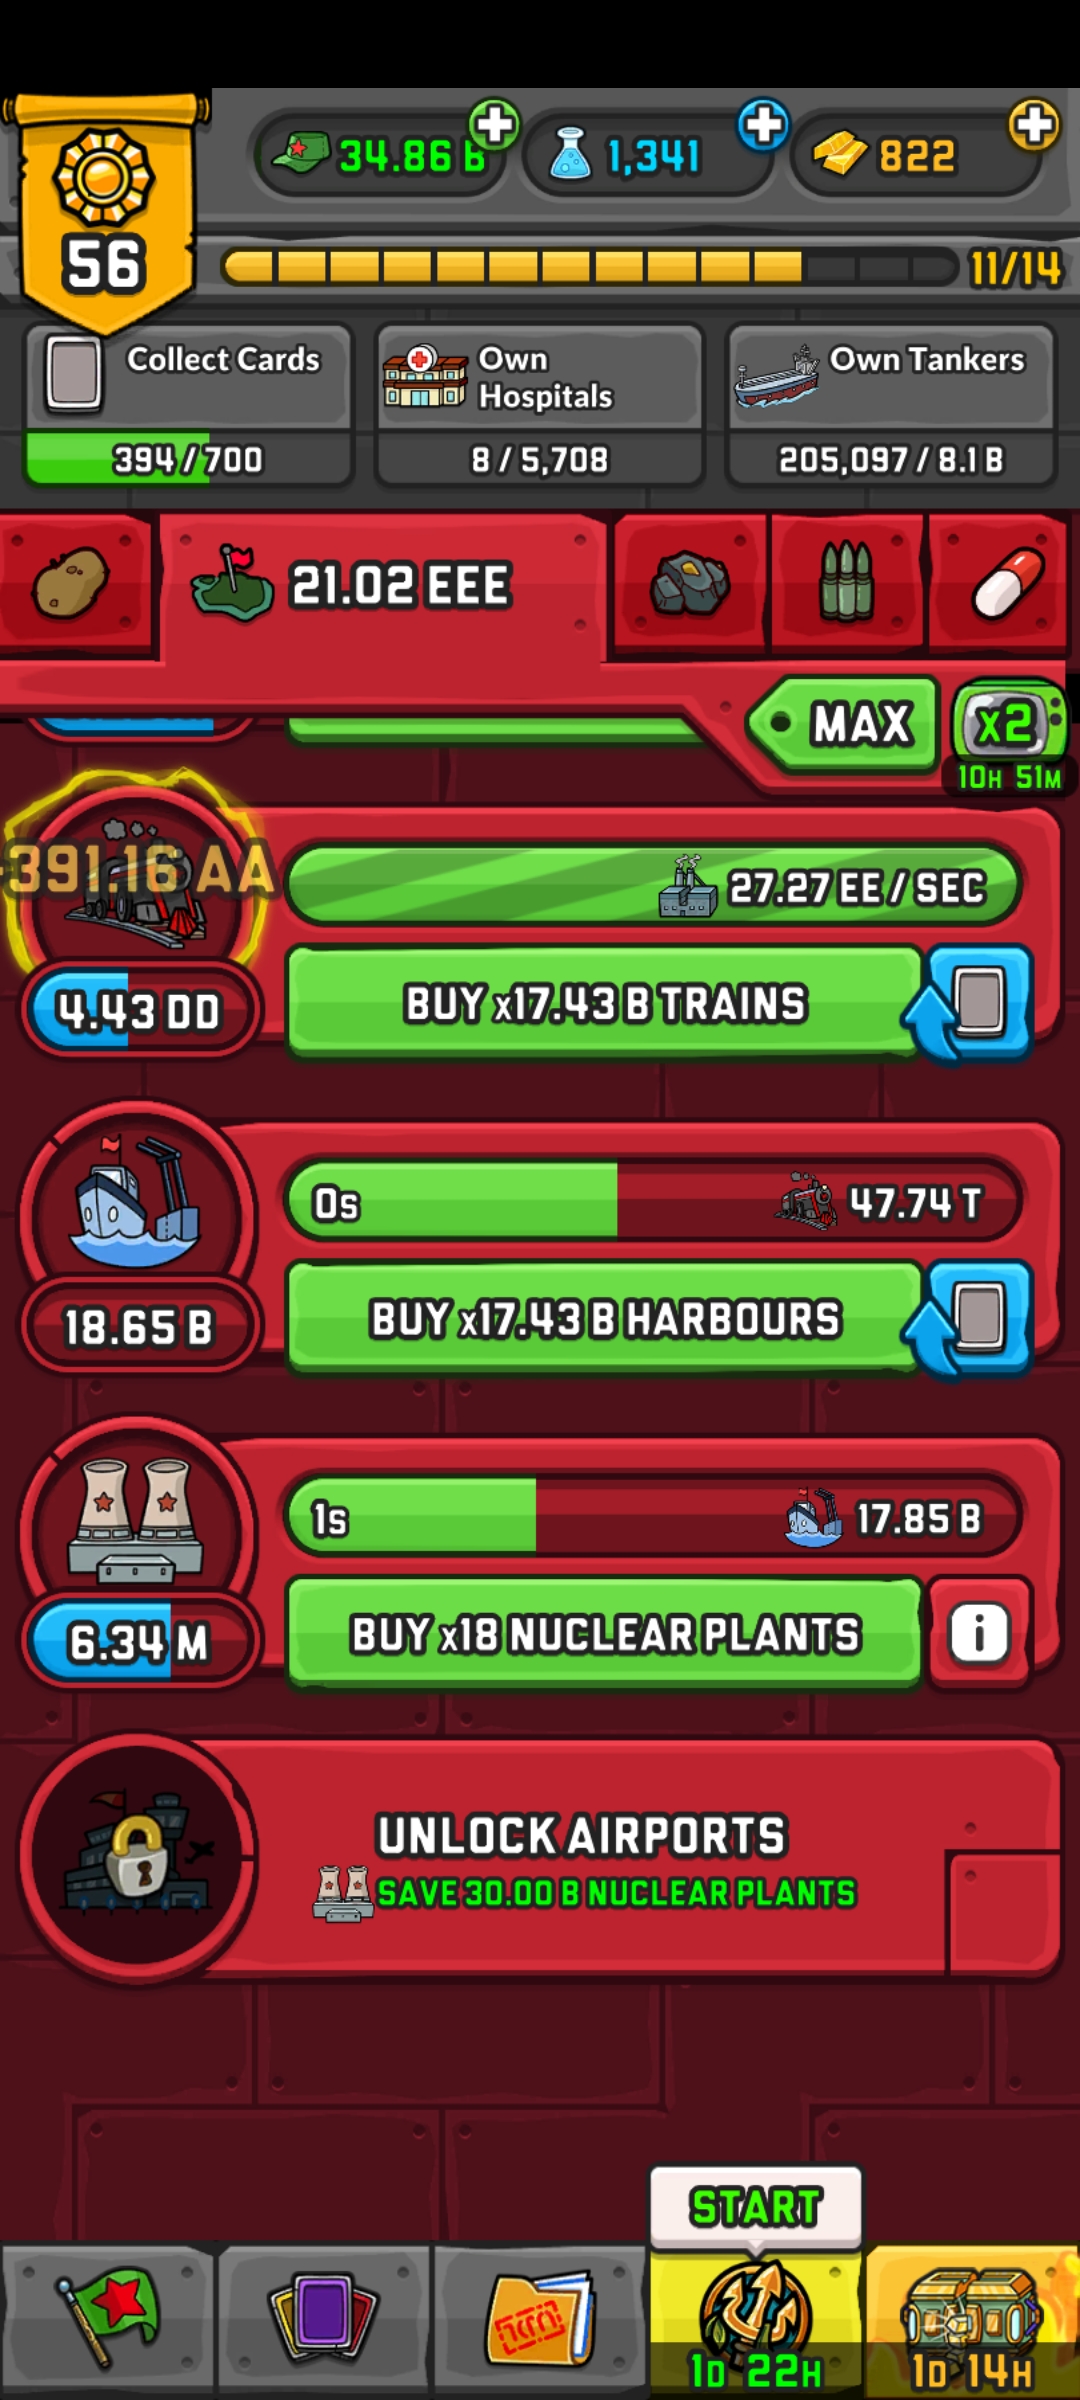 34.86 B
1,341
822
56
11/14
Collect Cards
394/700
Own
Hospitals
8/5,708
Own Tankers
205,097/8.1 B
21.02 EEE
MAX
X2
10H 51M
391.16 AA
27.27 EE/SEC
4.43 DD
BUY x17.43 B TRAINS
0s
47.74 T
18.65 B
BUY x17.43 B HARBOURS
1s
17.85 B
6.34 M
BUY x18 NUCLEAR PLANTS
i
UNLOCK AIRPORTS
SAVE 30.00 B NUCLEAR PLANTS
START
1D 22H
1D 14H